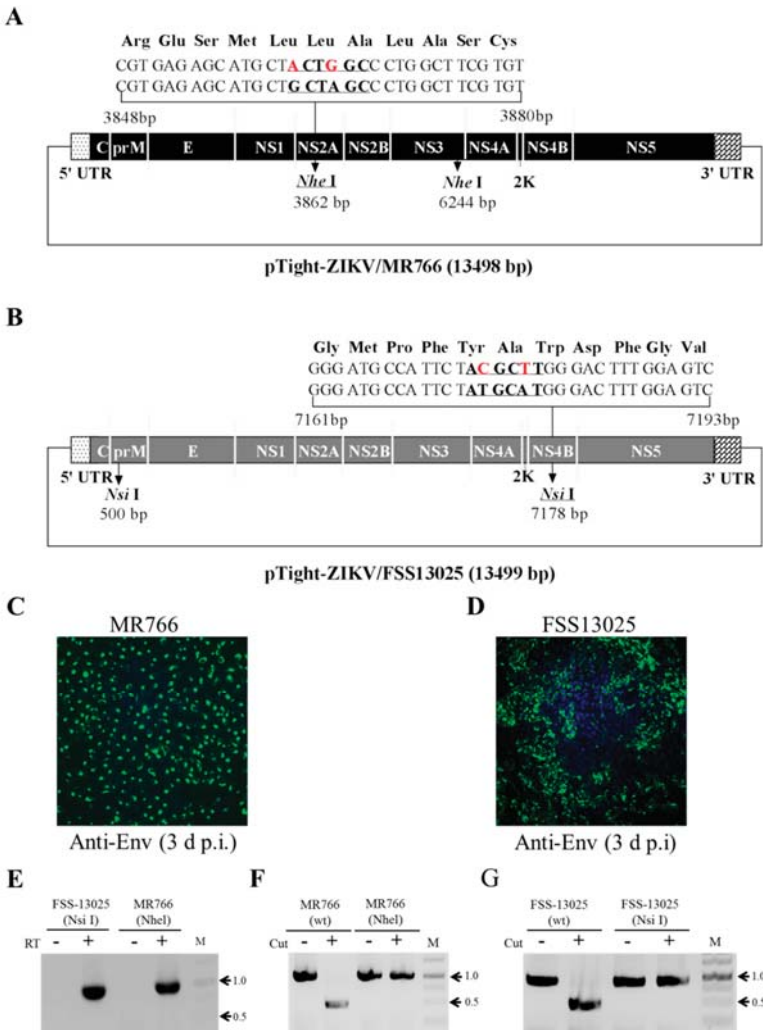 A
Arg Glu Ser Met Leu Leu Ala Leu Ala Ser Cys
CGT GAG AGC ATG CTA CTG GCC CTG GCT TCG TGT
CGT GAG AGC ATG CTG CTA GCC CTG GCT TCG TGT
3848bp 3880bp
C prM E NS1 NS2A NS2B NS3 NS4A NS4B NS5
5' UTR Nhe I Nhe I 2K 3' UTR
3862 bp 6244 bp
pTight-ZIKV/MR766 (13498 bp)
B
Gly Met Pro Phe Tyr Ala Trp Asp Phe Gly Val
GGG ATG CCA TTC TAC GCT TGG GAC TTT GGA GTC
GGG ATG CCA TTC TAT GCA TGG GAC TTT GGA GTC
7161bp 7193bp
C prM E NS1 NS2A NS2B NS3 NS4A NS4B NS5
5' UTR Nsi I 2K Nsi I 3' UTR
500 bp 7178 bp
pTight-ZIKV/FSS13025 (13499 bp)
C D
MR766 FSS13025
Anti-Env (3 d p.i.) Anti-Env (3 d p.i)
E F G
FSS-13025 (Nsi I) MR766 (NheI) MR766 (wt) MR766 (NheI) FSS-13025 (wt) FSS-13025 (Nsi I)
RT - + - + M Cut - + - + M Cut - + - + M
1.0 1.0 1.0
0.5 0.5 0.5